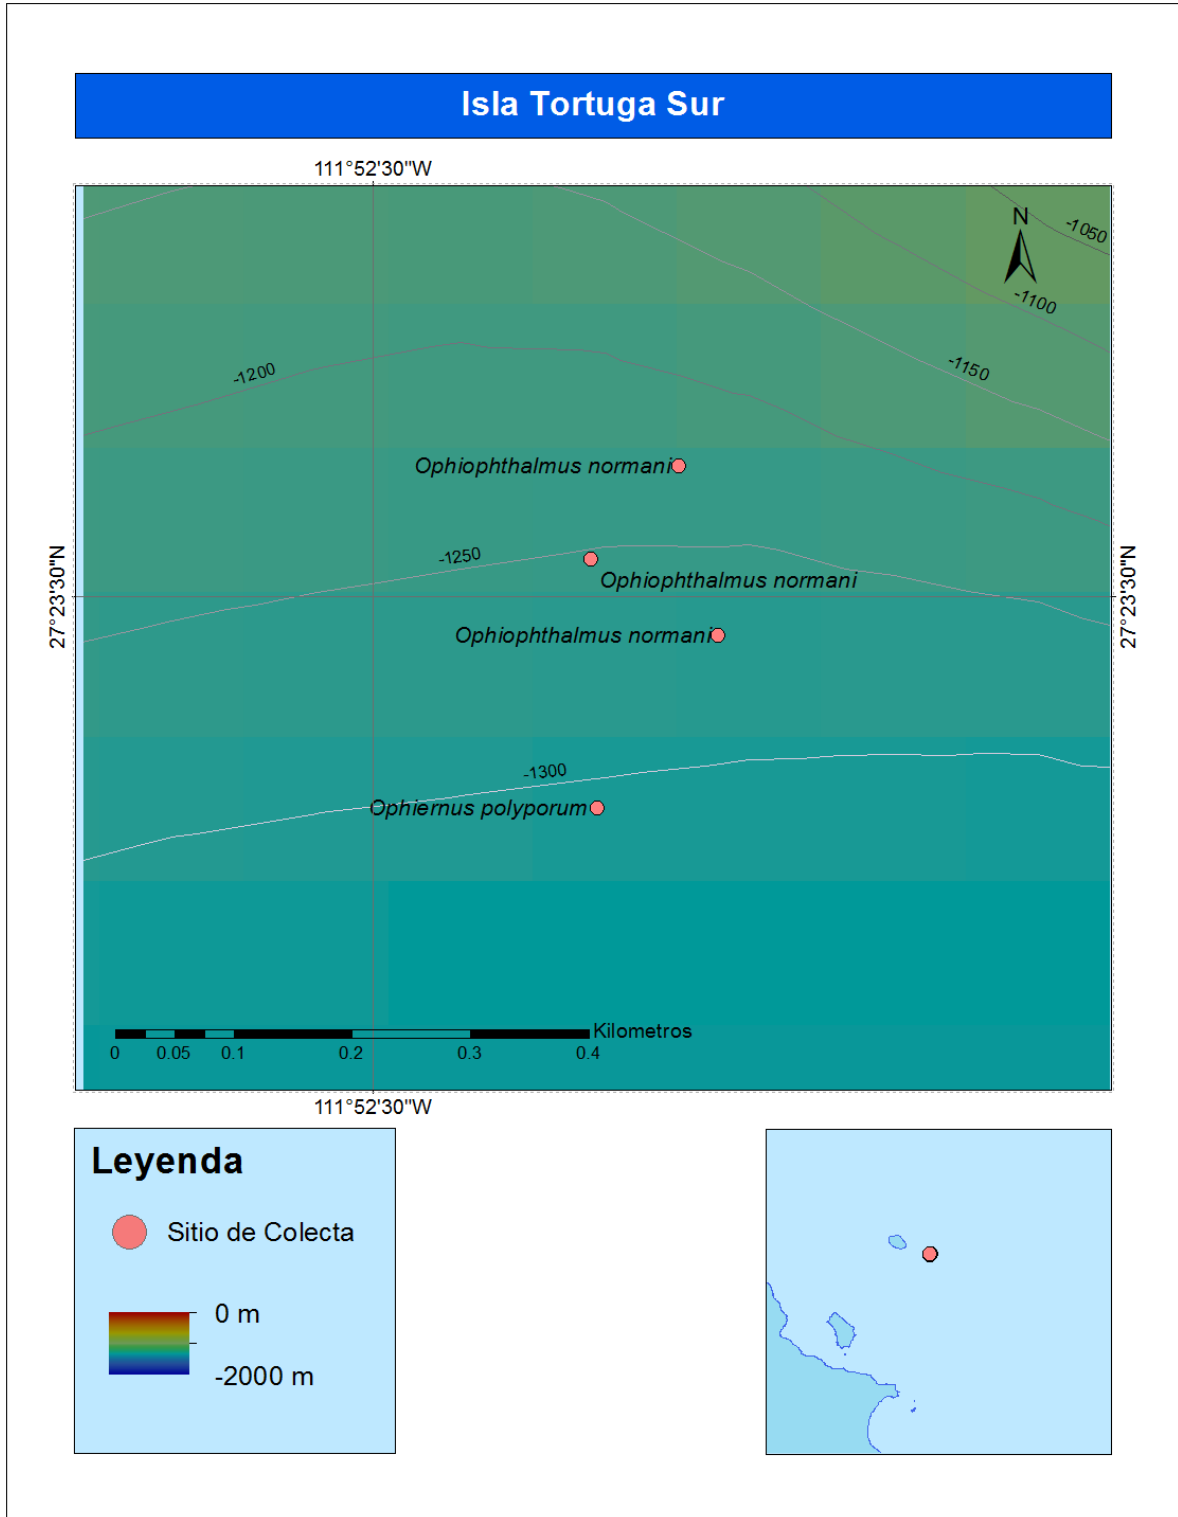 Isla Tortuga Sur
111°52'30"W
N
-1050
-1100
-1150
-1200
Ophiophthalmus normani
-1250
Ophiophthalmus normani
27°23'30"N
27°23'30"N
Ophiophthalmus normani
-1300
Ophiernus polyporum
Kilometros
0 0.05 0.1 0.2 0.3 0.4
111°52'30"W
Leyenda
Sitio de Colecta
0 m
-2000 m